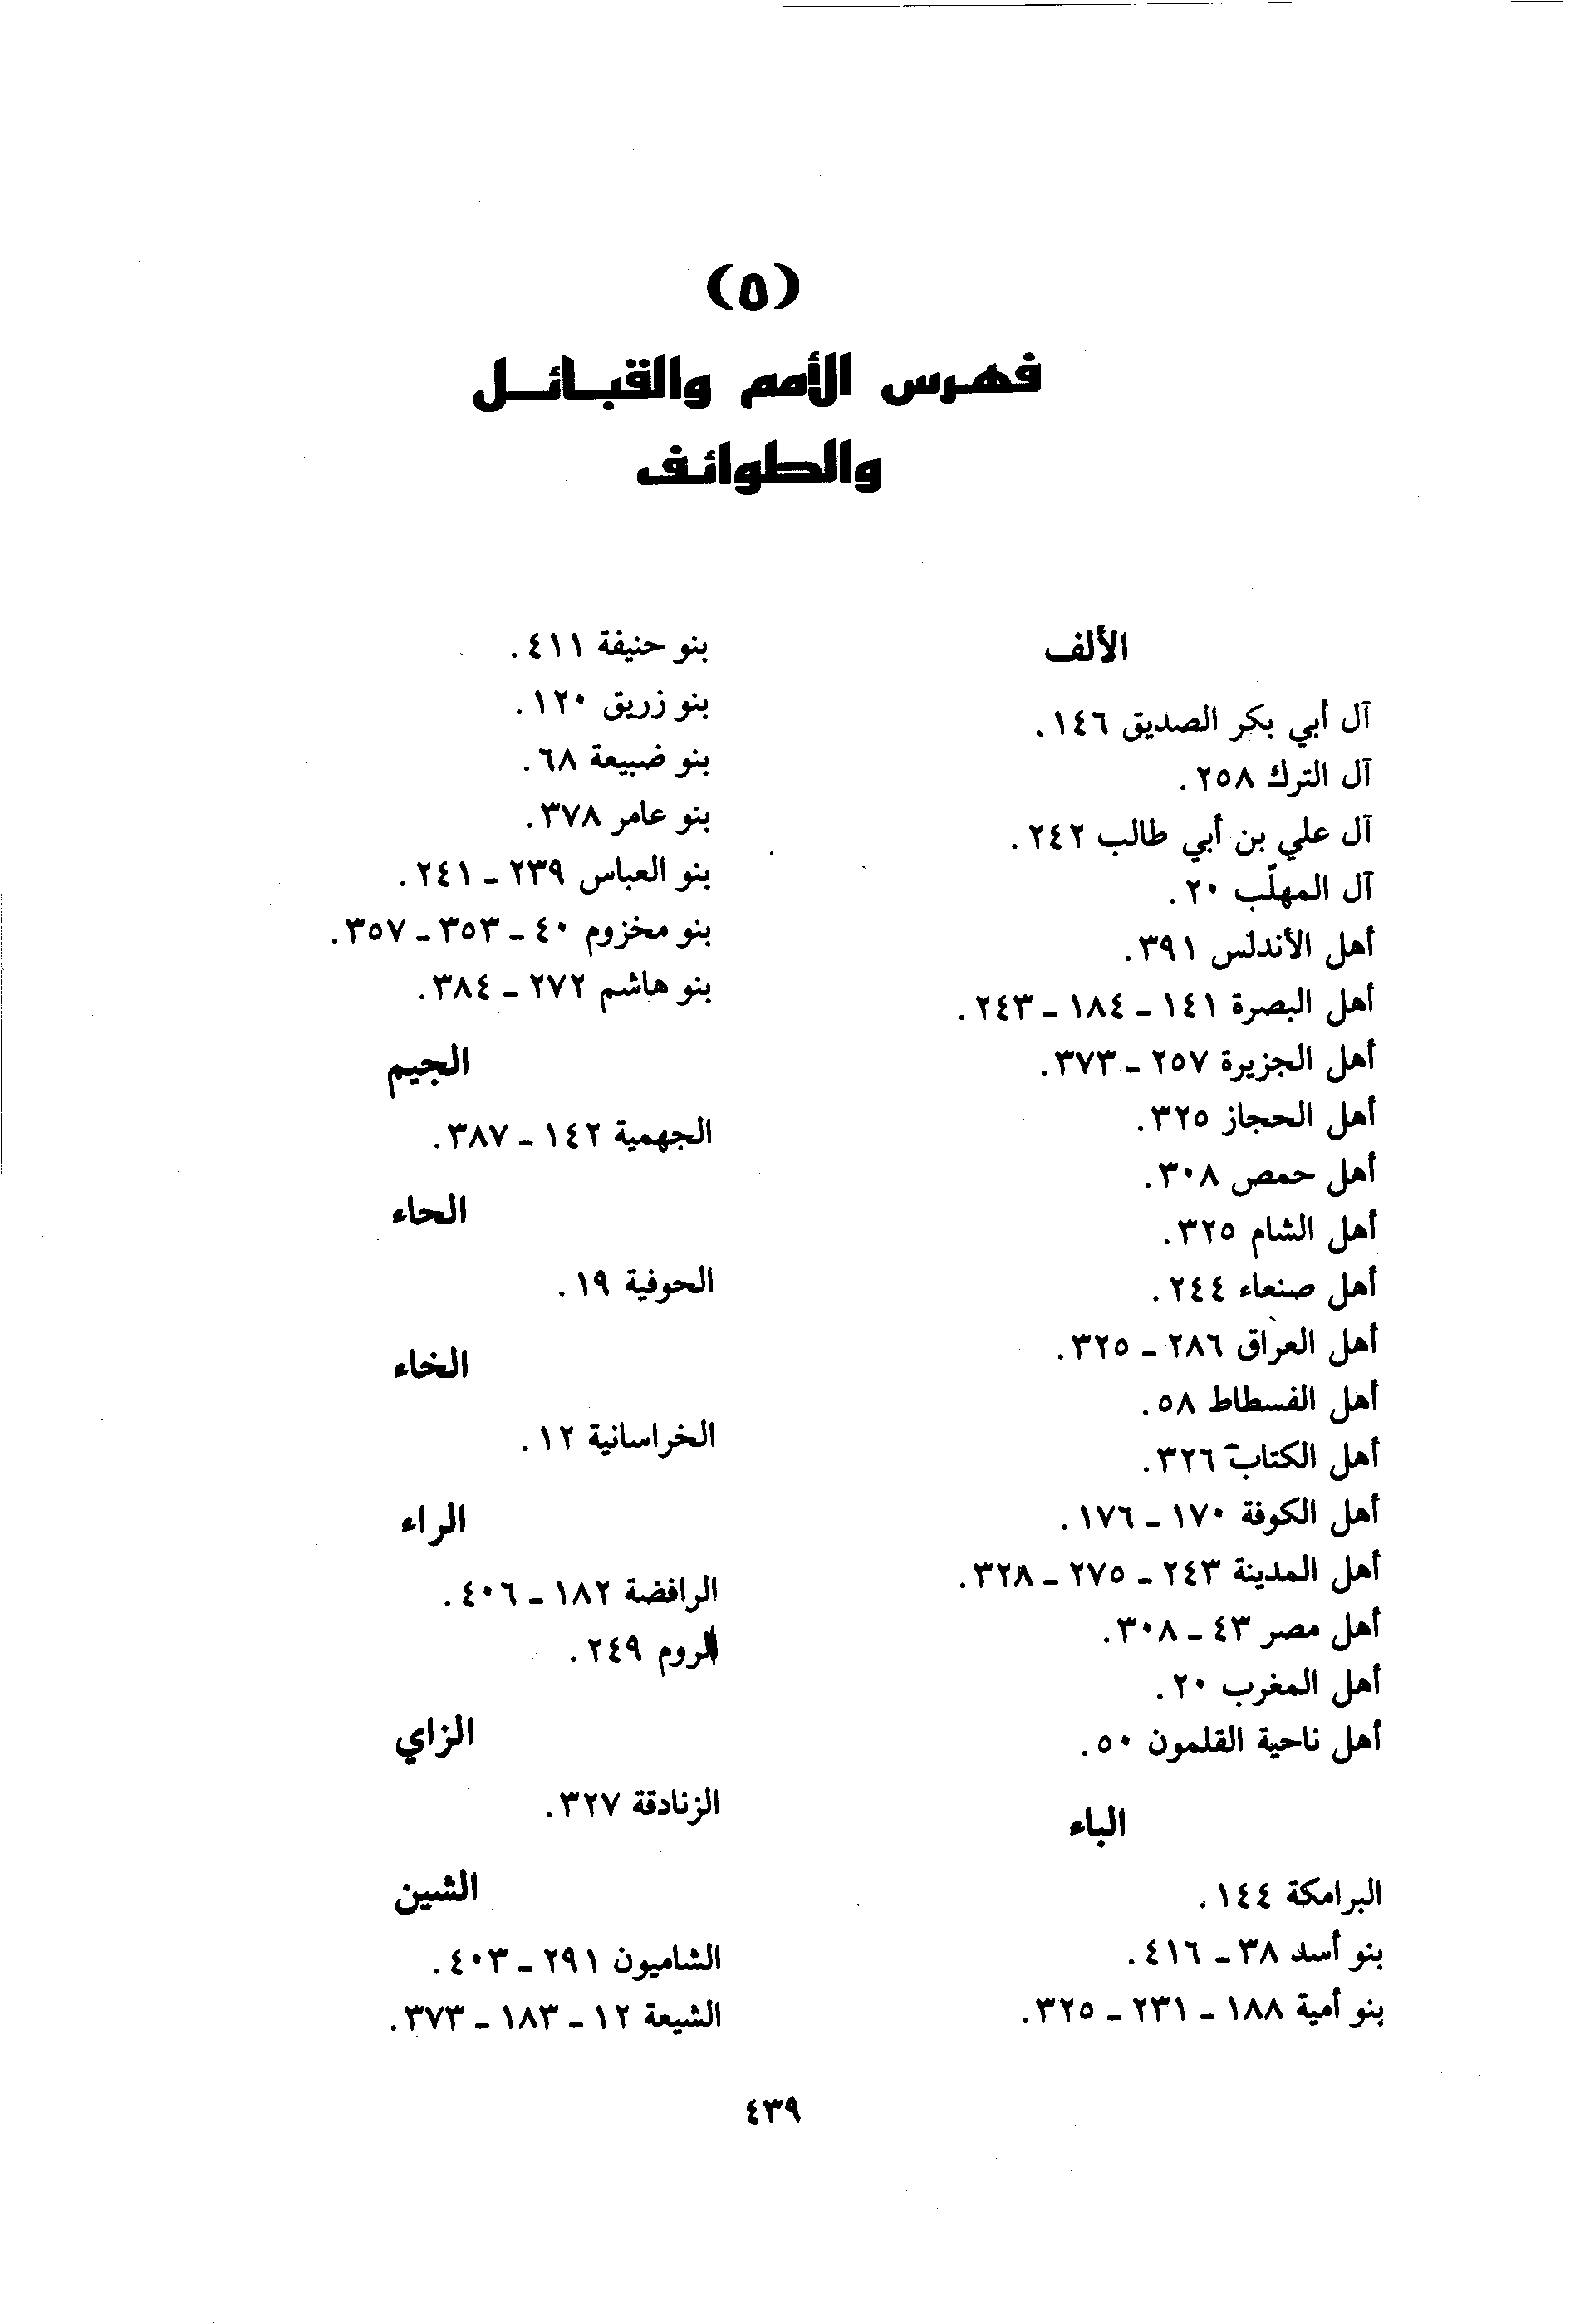 (٥)
فهرس الأمم والقبائل
والطوائف
الألف
آل أبي بكر الصديق ١٤٦.
آل الترك ٢٥٨.
آل علي بن أبي طالب ٢٤٢.
آل المهلّب ٢٠.
أهل الأندلس ٣٩١.
أهل البصرة ١٤١ - ١٨٤ - ٢٤٣.
أهل الجزيرة ٢٥٧ - ٣٧٣.
أهل الحجاز ٣٢٥.
أهل حمص ٣٠٨.
أهل الشام ٣٢٥.
أهل صنعاء ٢٤٤.
أهل العراق ٢٨٦ - ٣٢٥.
أهل الفسطاط ٥٨.
أهل الكتاب ٣٢٦.
أهل الكوفة ١٧٠ - ١٧٦.
أهل المدينة ٢٤٣ - ٢٧٥ - ٣٢٨.
أهل مصر ٤٣ - ٣٠٨.
أهل المغرب ٢٠.
أهل ناحية القلمون ٥٠.
الباء
البرامكة ١٤٤.
بنو أسد ٣٨ - ٤١٦.
بنو أمية ١٨٨ - ٢٣١ - ٣٢٥.
بنو حنيفة ٤١١.
بنو زريق ١٢٠.
بنو ضبيعة ٦٨.
بنو عامر ٣٧٨.
بنو العباس ٢٣٩ - ٢٤١.
بنو مخزوم ٤٠ - ٣٥٣ - ٣٥٧.
بنو هاشم ٢٧٢ - ٣٨٤.
الجيم
الجهمية ١٤٢ - ٣٨٧.
الحاء
الحوفية ١٩.
الخاء
الخراسانية ١٢.
الراء
الرافضة ١٨٢ - ٤٠٦.
الروم ٢٤٩.
الزاي
الزنادقة ٣٢٧.
الشين
الشاميون ٢٩١ - ٤٠٣.
الشيعة ١٢ - ١٨٣ - ٣٧٣.
٤٣٩